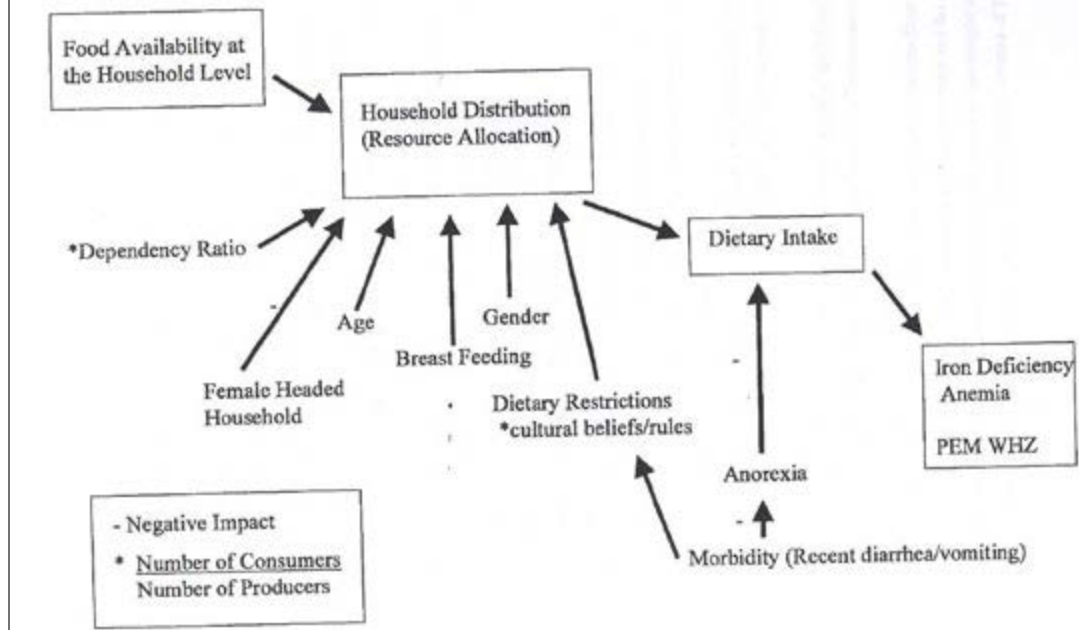 Food Availability at
the Household Level
Household Distribution
(Resource Allocation)
*Dependency Ratio
Dietary Intake
Age
Gender
Breast Feeding
Female Headed
Household
Dietary Restrictions
*cultural beliefs/rules
Iron Deficiency
Anemia
PEM WHZ
Anorexia
- Negative Impact
* Number of Consumers
Number of Producers
Morbidity (Recent diarrhea/vomiting)